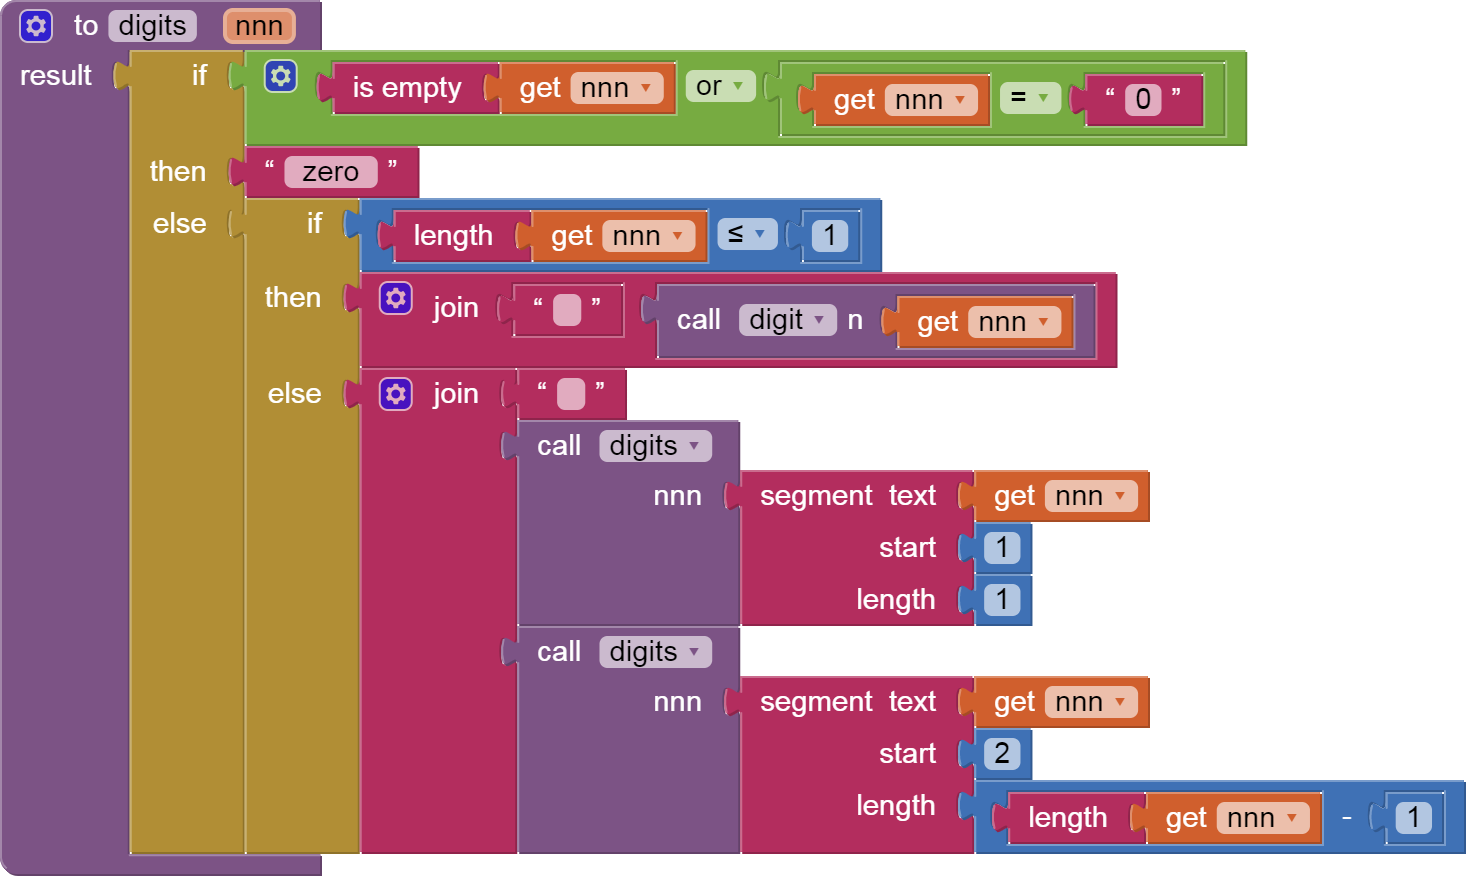 to digits nnn
result if is empty get nnn or get nnn = “ 0 ”
then “ zero ”
else if length get nnn ≤ 1
then join “ ” call digit n get nnn
else join “ ”
call digits
nnn segment text get nnn
start 1
length 1
call digits
nnn segment text get nnn
start 2
length length get nnn - 1